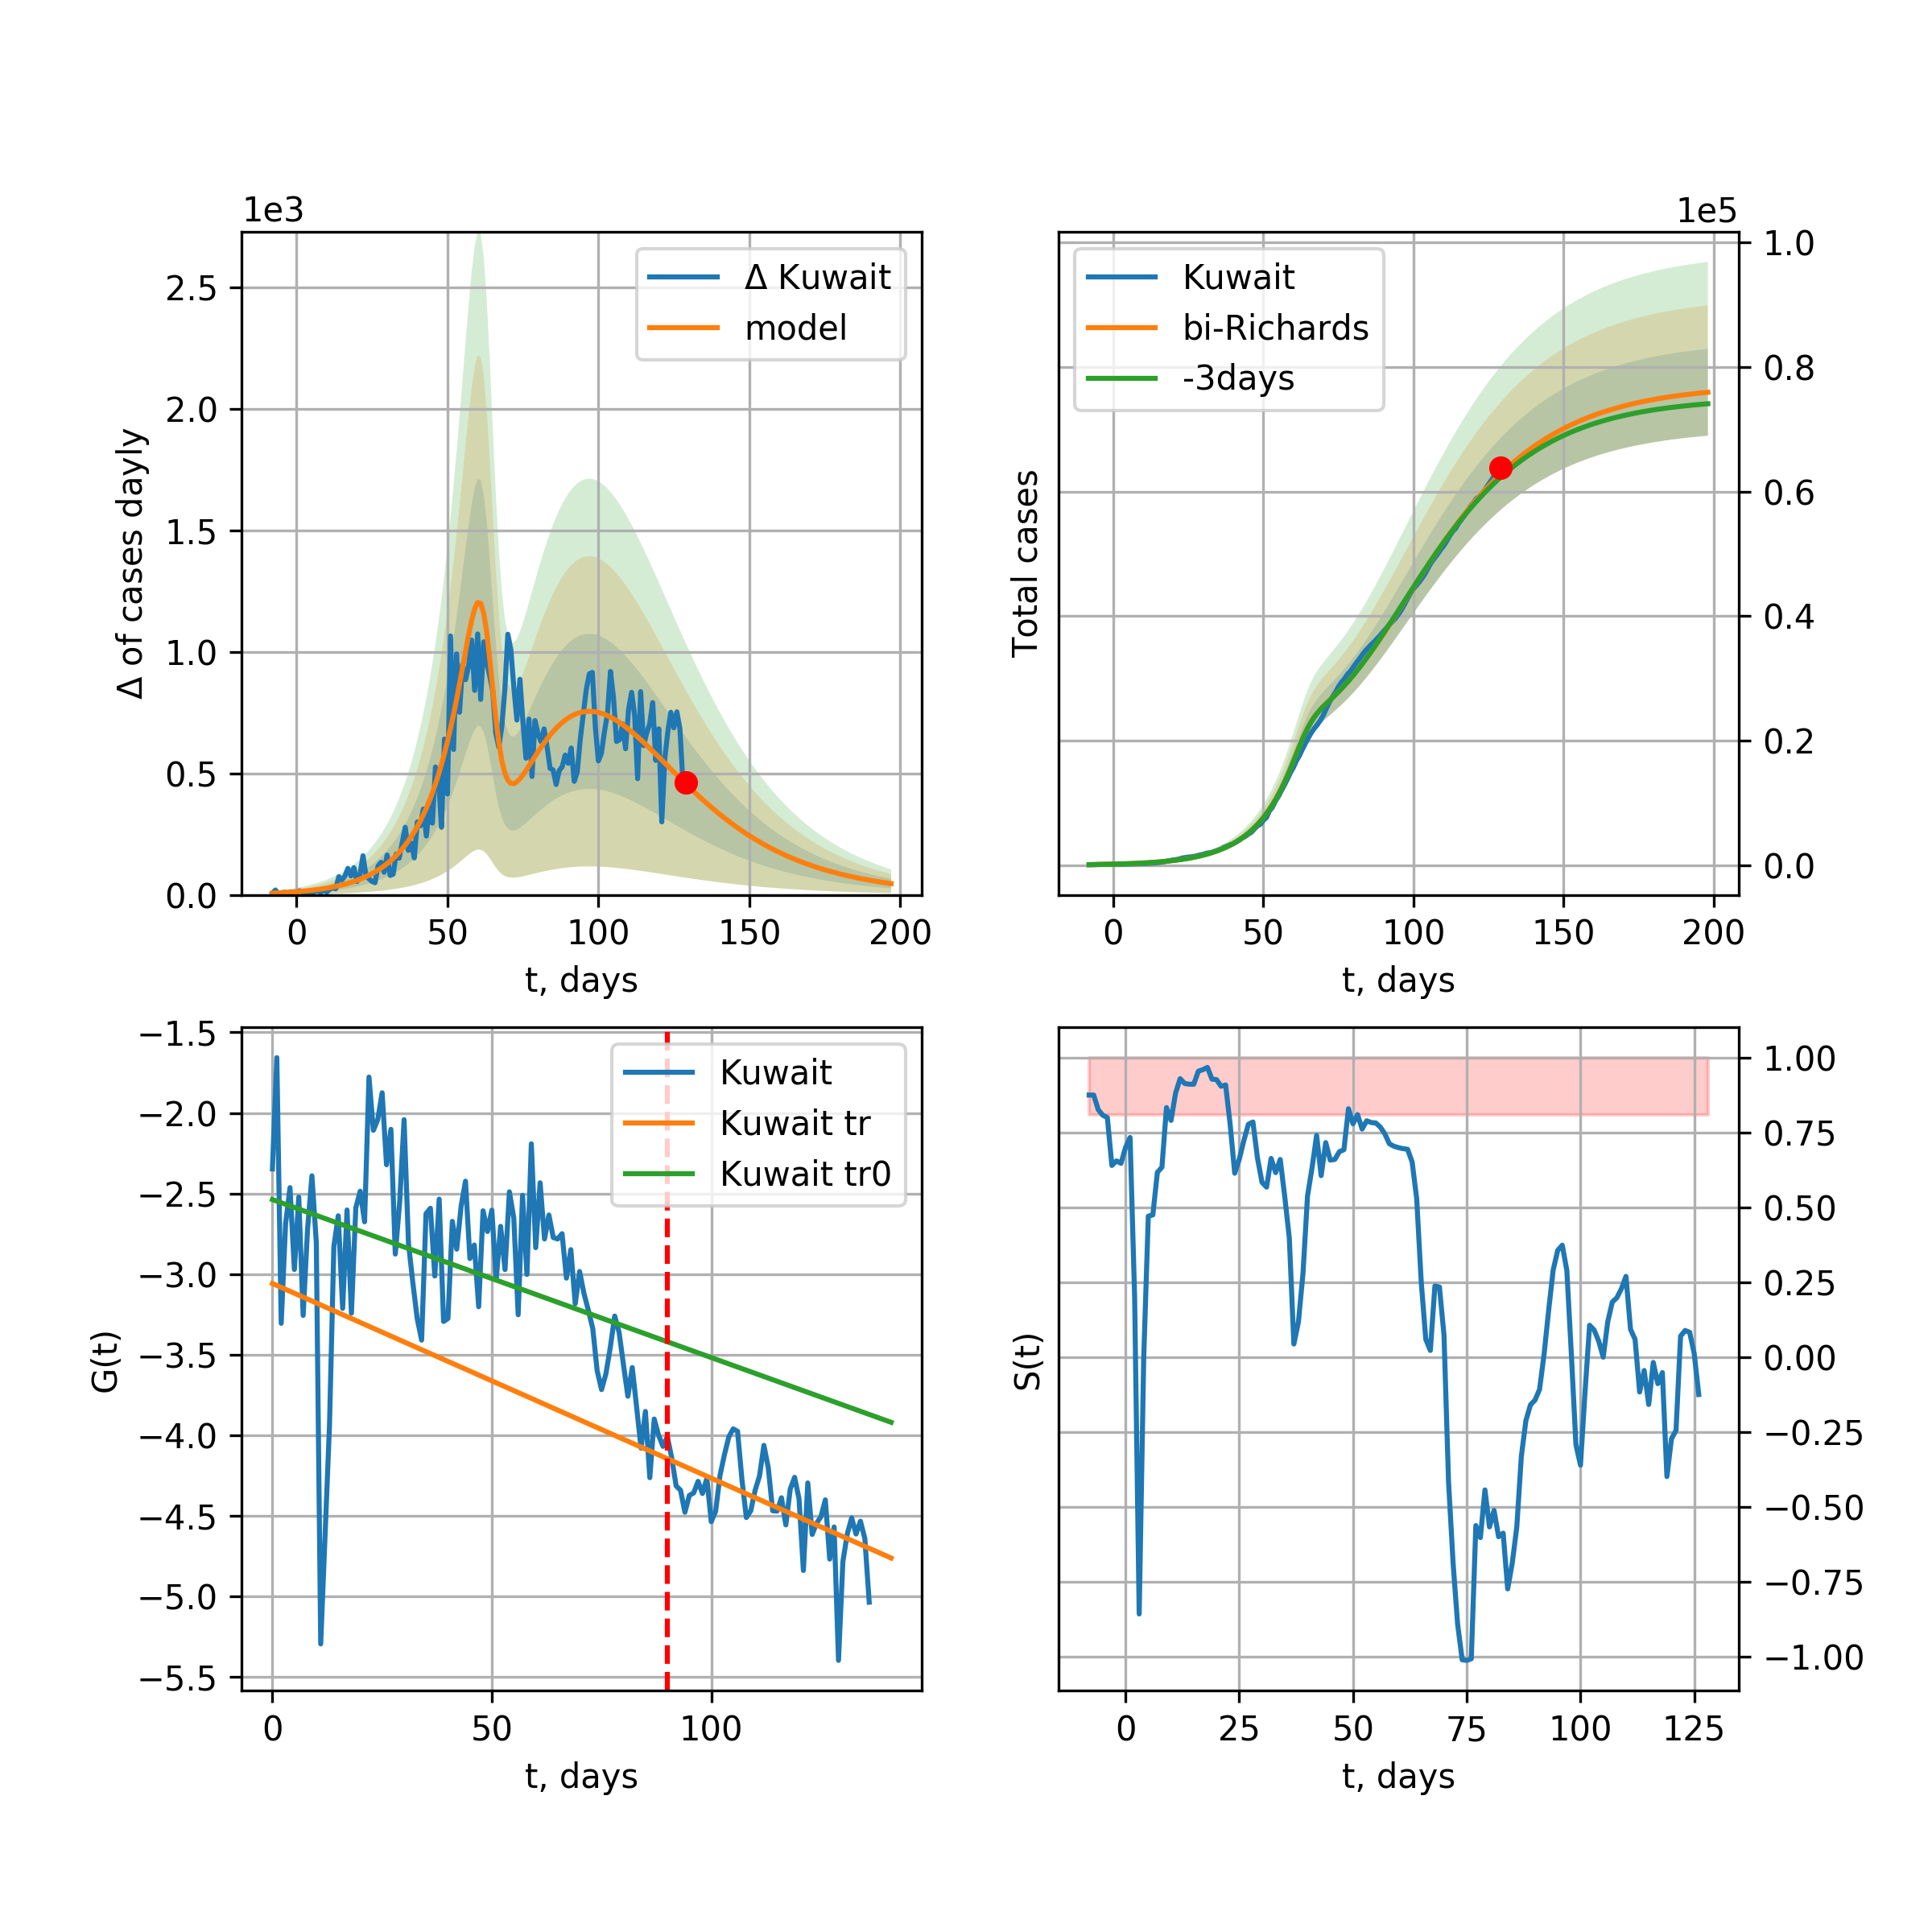 1e3
Δ of cases dayly
2.5
2.0
1.5
1.0
0.5
0.0
Δ Kuwait
model
0 50 100 150 200
t, days
1e5
Total cases
Kuwait
bi-Richards
-3days
1.0
0.8
0.6
0.4
0.2
0.0
0 50 100 150 200
t, days
G(t)
−1.5
−2.0
−2.5
−3.0
−3.5
−4.0
−4.5
−5.0
−5.5
Kuwait
Kuwait tr
Kuwait tr0
0 50 100
t, days
S(t)
1.00
0.75
0.50
0.25
0.00
−0.25
−0.50
−0.75
−1.00
0 25 50 75 100 125
t, days